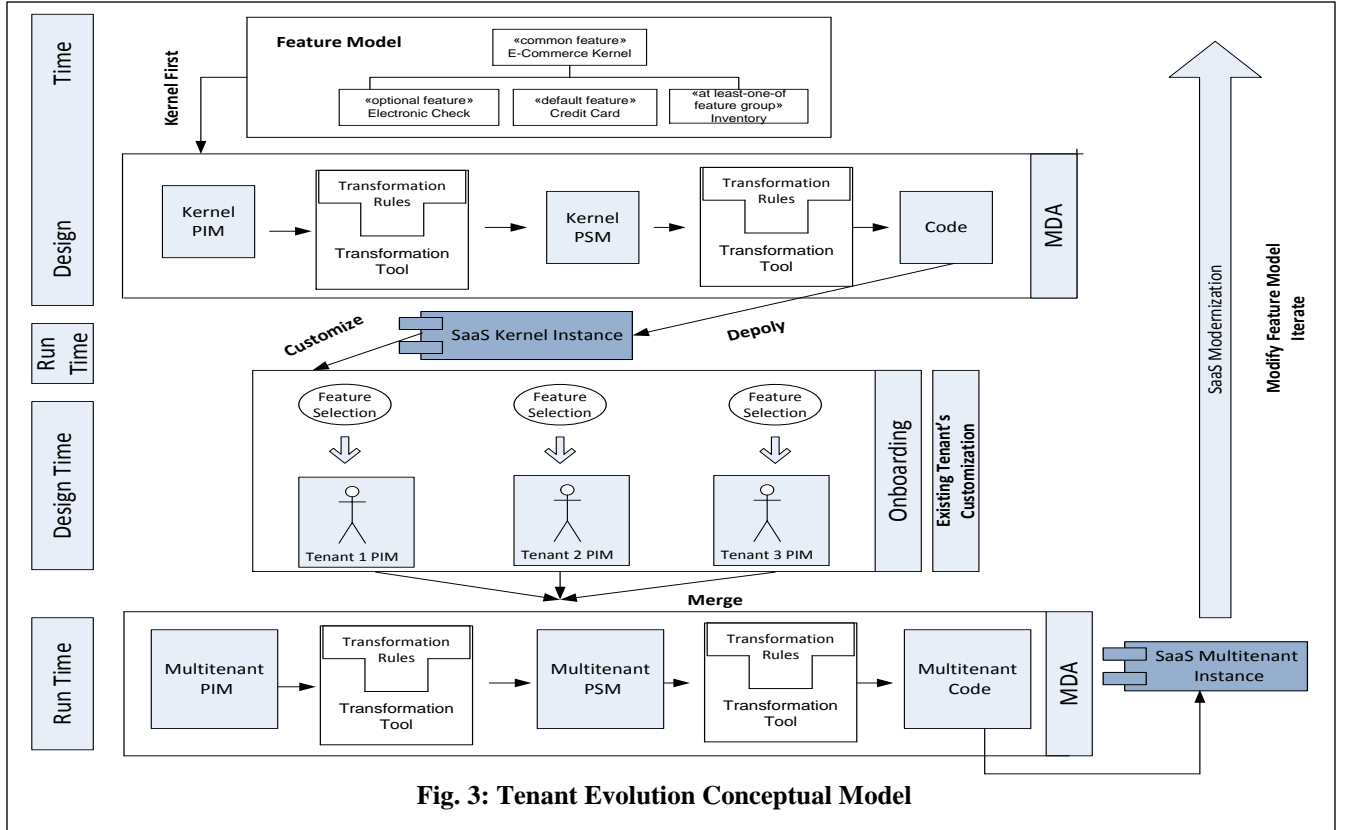 Time
Design
Run
Time
Design Time
Run Time
Kernel First
Feature Model
«common feature»
E-Commerce Kernel
«optional feature»
Electronic Check
«default feature»
Credit Card
«at least-one-of
feature group»
Inventory
Kernel
PIM
Transformation
Rules
Transformation
Tool
Kernel
PSM
Transformation
Rules
Transformation
Tool
Code
MDA
Customize
SaaS Kernel Instance
Depoly
Feature
Selection
Feature
Selection
Feature
Selection
Tenant 1 PIM
Tenant 2 PIM
Tenant 3 PIM
Onboarding
Existing Tenant's
Customization
Merge
Multitenant
PIM
Transformation
Rules
Transformation
Tool
Multitenant
PSM
Transformation
Rules
Transformation
Tool
Multitenant
Code
MDA
SaaS Multitenant
Instance
SaaS Modernization
Modify Feature Model
Iterate
Fig. 3: Tenant Evolution Conceptual Model